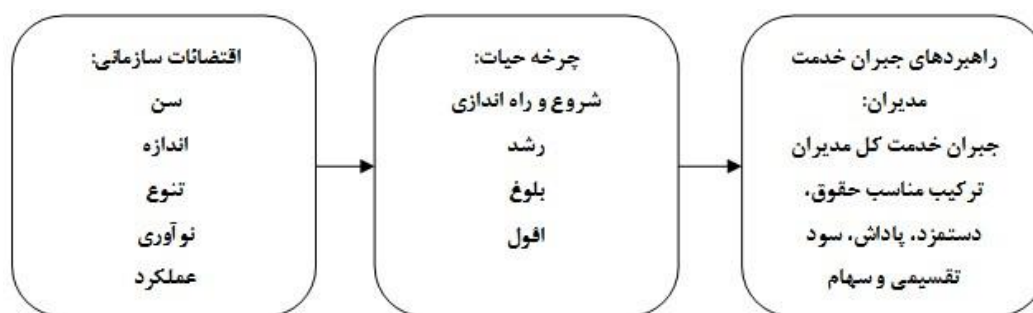 اقتضائات سازمانی:
سن
اندازه
تنوع
نوآوری
عملکرد
چرخه حیات:
شروع و راه اندازی
رشد
بلوغ
افول
راهبردهای جبران خدمت
مدیران:
جبران خدمت کل مدیران
ترکیب مناسب حقوق،
دستمزد، پاداش، سود
تقسیمی و سهام